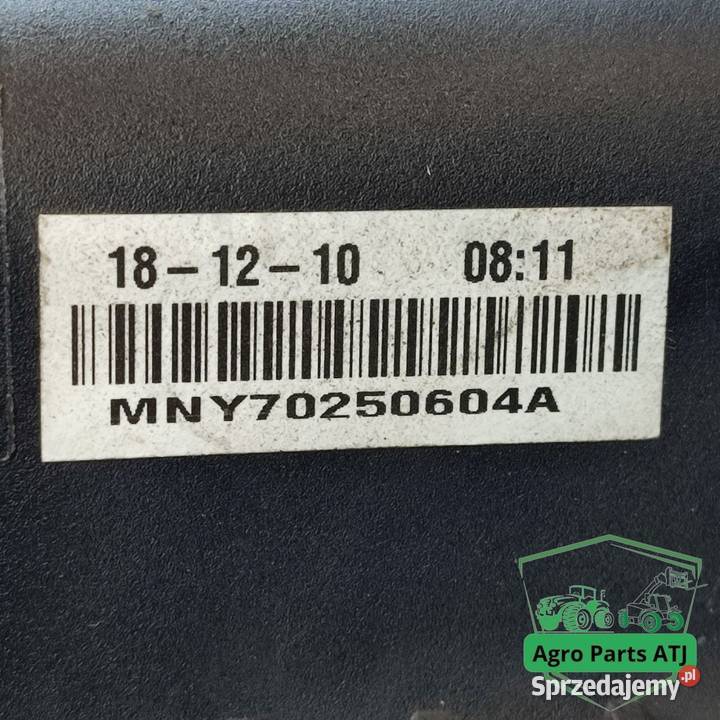 18-12-10 08:11
MNY70250604A
Agro Parts ATJ
Sprzedajemy.pl